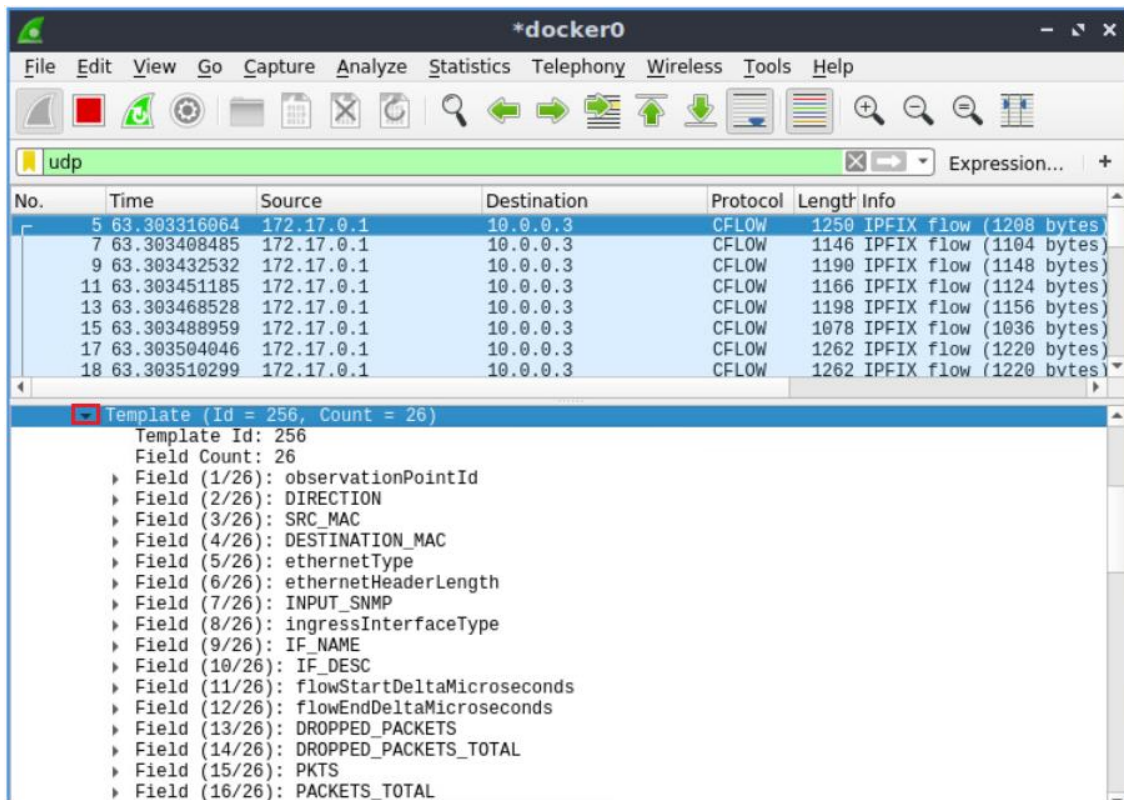 *docker0
File Edit View Go Capture Analyze Statistics Telephony Wireless Tools Help
udp Expression... +
No. Time Source Destination Protocol Length Info
5 63.303316064 172.17.0.1 10.0.0.3 CFLOW 1250 IPFIX flow (1208 bytes)
7 63.303408485 172.17.0.1 10.0.0.3 CFLOW 1146 IPFIX flow (1104 bytes)
9 63.303432532 172.17.0.1 10.0.0.3 CFLOW 1190 IPFIX flow (1148 bytes)
11 63.303451185 172.17.0.1 10.0.0.3 CFLOW 1166 IPFIX flow (1124 bytes)
13 63.303468528 172.17.0.1 10.0.0.3 CFLOW 1198 IPFIX flow (1156 bytes)
15 63.303488959 172.17.0.1 10.0.0.3 CFLOW 1078 IPFIX flow (1036 bytes)
17 63.303504046 172.17.0.1 10.0.0.3 CFLOW 1262 IPFIX flow (1220 bytes)
18 63.303510299 172.17.0.1 10.0.0.3 CFLOW 1262 IPFIX flow (1220 bytes)
Template (Id = 256, Count = 26)
Template Id: 256
Field Count: 26
Field (1/26): observationPointId
Field (2/26): DIRECTION
Field (3/26): SRC_MAC
Field (4/26): DESTINATION_MAC
Field (5/26): ethernetType
Field (6/26): ethernetHeaderLength
Field (7/26): INPUT_SNMP
Field (8/26): ingressInterfaceType
Field (9/26): IF_NAME
Field (10/26): IF_DESC
Field (11/26): flowStartDeltaMicroseconds
Field (12/26): flowEndDeltaMicroseconds
Field (13/26): DROPPED_PACKETS
Field (14/26): DROPPED_PACKETS_TOTAL
Field (15/26): PKTS
Field (16/26): PACKETS_TOTAL